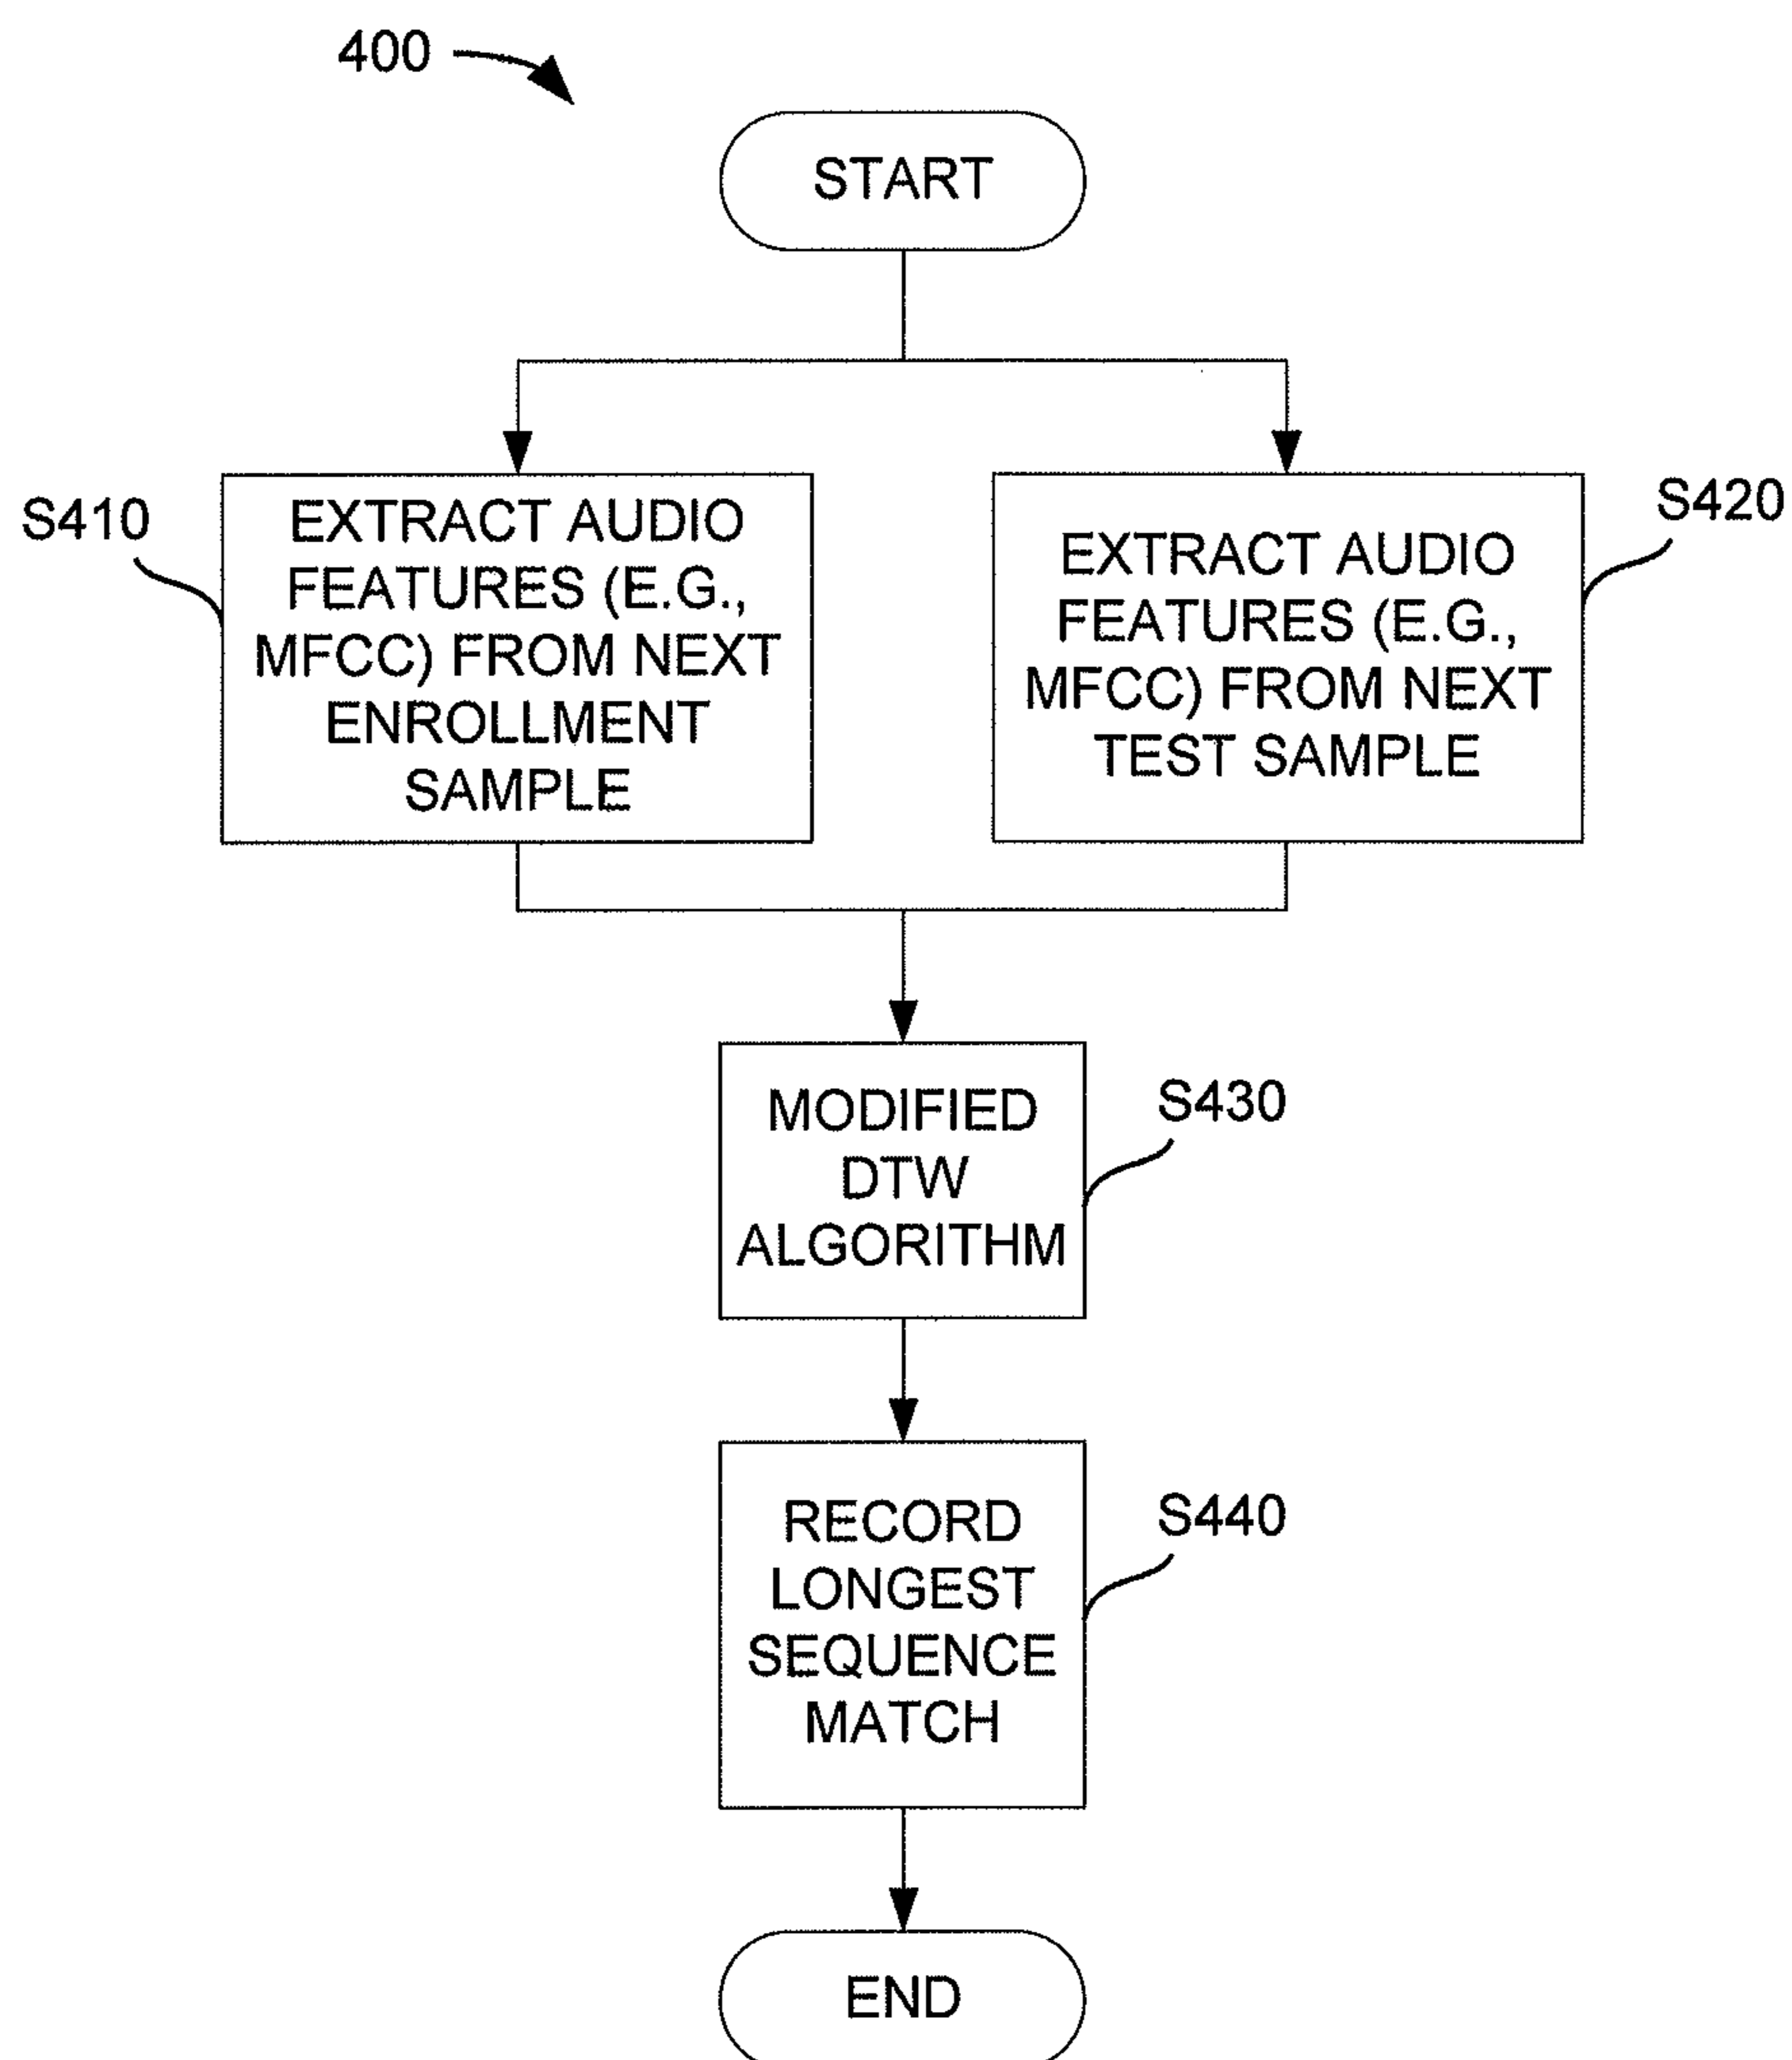 400
START
S410
EXTRACT AUDIO
FEATURES (E.G.,
MFCC) FROM NEXT
ENROLLMENT
SAMPLE
S420
EXTRACT AUDIO
FEATURES (E.G.,
MFCC) FROM NEXT
TEST SAMPLE
MODIFIED
DTW
ALGORITHM
S430
RECORD
LONGEST
SEQUENCE
MATCH
S440
END